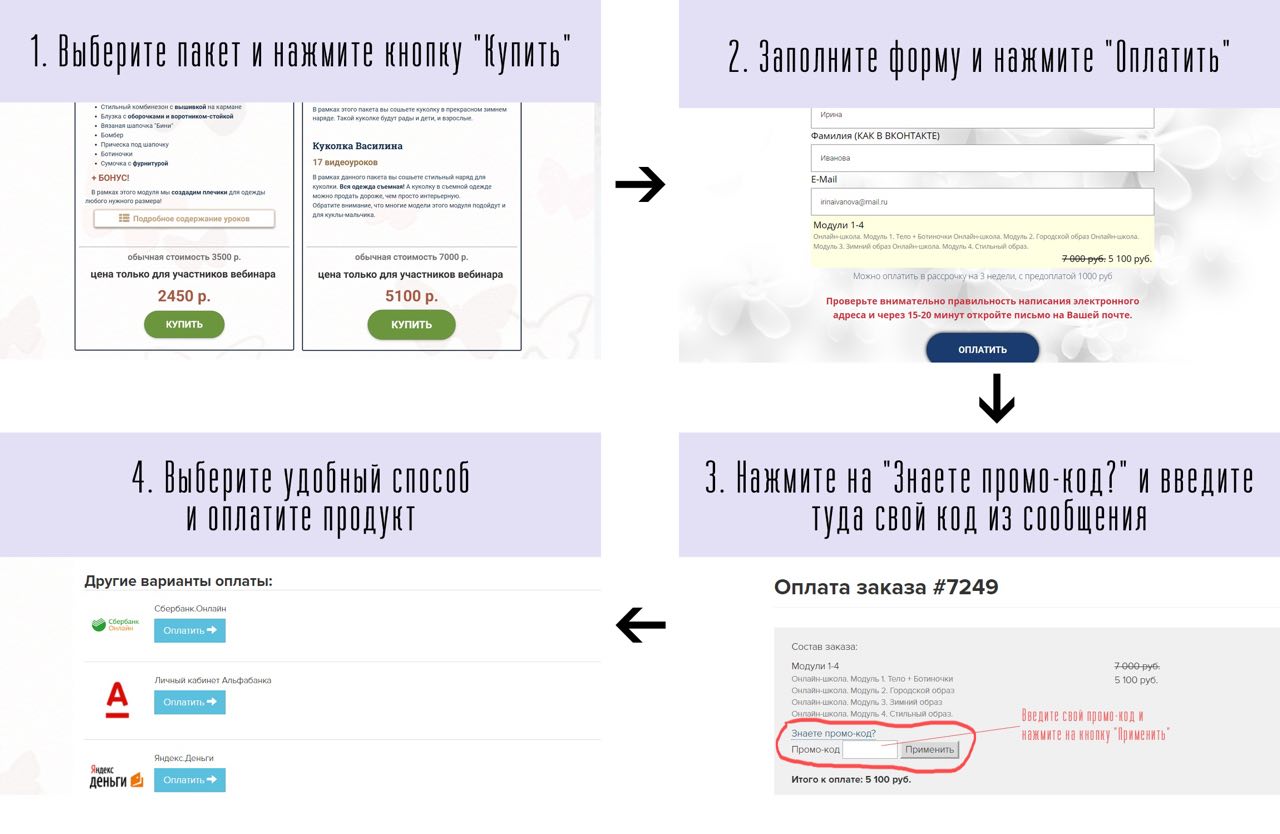 1. Выберите пакет и нажмите кнопку "Купить"
Стильный комбинезон с вышивкой на кармане
Блузка с оборочками и воротником-стойкой
Вязаная шапочка "Бини"
Бомбер
Прическа под шапочку
Ботиночки
Сумочка с фурнитурой
+ БОНУС!
В рамках этого модуля мы создадим плечики для одежды
любого нужного размера!
Подробное содержание уроков
обычная стоимость 3500 р.
цена только для участников вебинара
2450 р.
КУПИТЬ
В рамках этого пакета вы сошьете куколку в прекрасном зимнем
наряде. Такой куколке будут рады и дети, и взрослые.
Куколка Василина
17 видеоуроков
В рамках данного пакета вы сошьете стильный наряд для
куколки. Вся одежда съемная! А куколку в съемной одежде
можно продать дороже, чем просто интерьерную.
Обратите внимание, что многие модели этого модуля подойдут и
для куклы-мальчика.
обычная стоимость 7000 р.
цена только для участников вебинара
5100 р.
КУПИТЬ
2. Заполните форму и нажмите "Оплатить"
Ирина
Фамилия (КАК В ВКОНТАКТЕ)
Иванова
E-Mail
irinaivanova@mail.ru
Модули 1-4
Онлайн-школа. Модуль 1. Тело + Ботиночки Онлайн-школа. Модуль 2. Городской образ Онлайн-школа.
Модуль 3. Зимний образ Онлайн-школа. Модуль 4. Стильный образ.
7 000 руб. 5 100 руб.
Можно оплатить в рассрочку на 3 недели, с предоплатой 1000 руб
Проверьте внимательно правильность написания электронного
адреса и через 15-20 минут откройте письмо на Вашей почте.
ОПЛАТИТЬ
3. Нажмите на "Знаете промо-код?" и введите
туда свой код из сообщения
Оплата заказа #7249
Состав заказа:
Модули 1-4 7 000 руб.
Онлайн-школа. Модуль 1. Тело + Ботиночки 5 100 руб.
Онлайн-школа. Модуль 2. Городской образ
Онлайн-школа. Модуль 3. Зимний образ
Онлайн-школа. Модуль 4. Стильный образ.
Знаете промо-код?
Промо-код Применить
Введите свой промо-код и
нажмите на кнопку "Применить"
Итого к оплате: 5 100 руб.
4. Выберите удобный способ
и оплатите продукт
Другие варианты оплаты:
Сбербанк Онлайн
Сбербанк.Онлайн
Оплатить
А
Личный кабинет Альфабанка
Оплатить
Яндекс деньги
Яндекс.Деньги
Оплатить